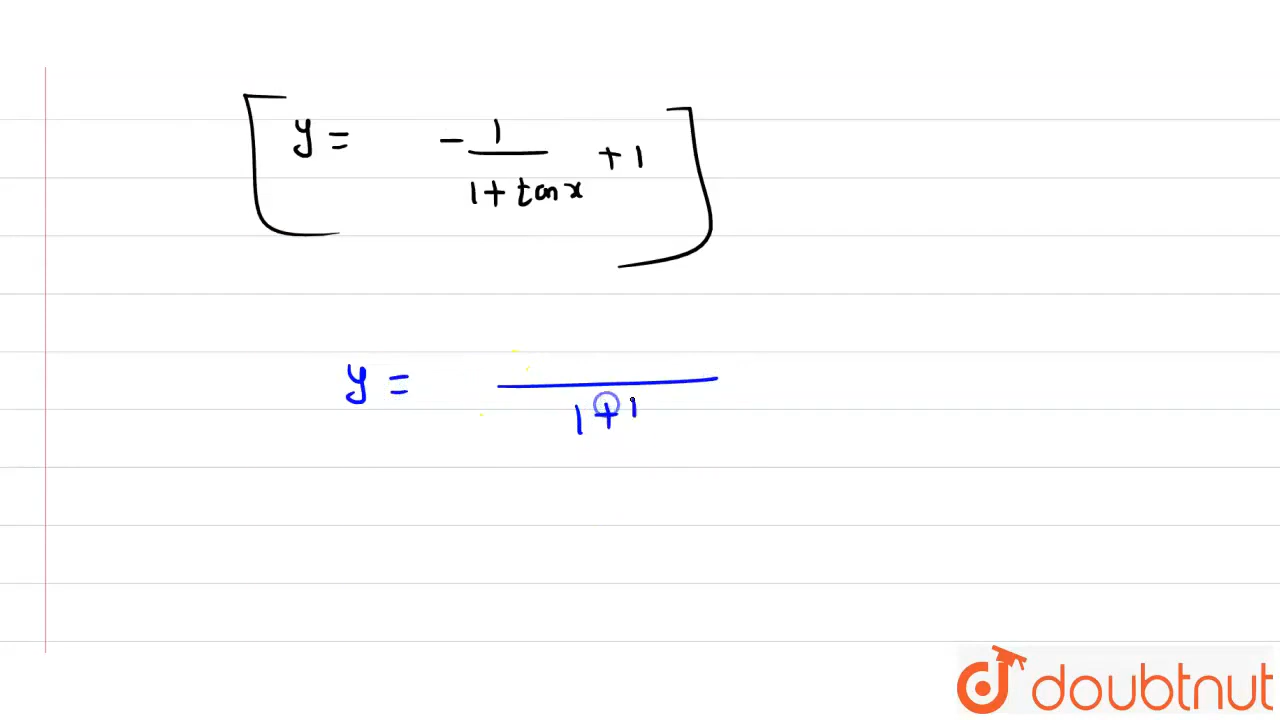 y = - 1 / 1 + tan x + 1
y = / 1 + 1
doubtnut